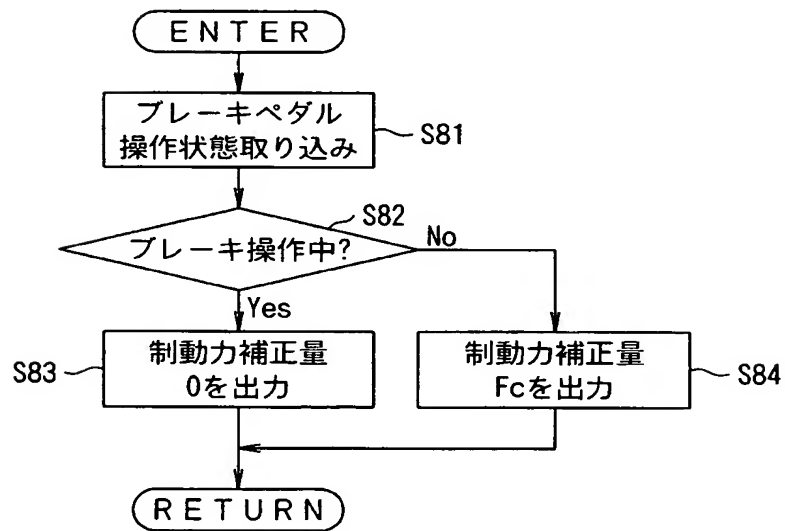 ENTER
ブレーキペダル
操作状態取り込み
S81
S82
ブレーキ操作中?
No
Yes
制動力補正量
0を出力
S83
制動力補正量
Fcを出力
S84
RETURN